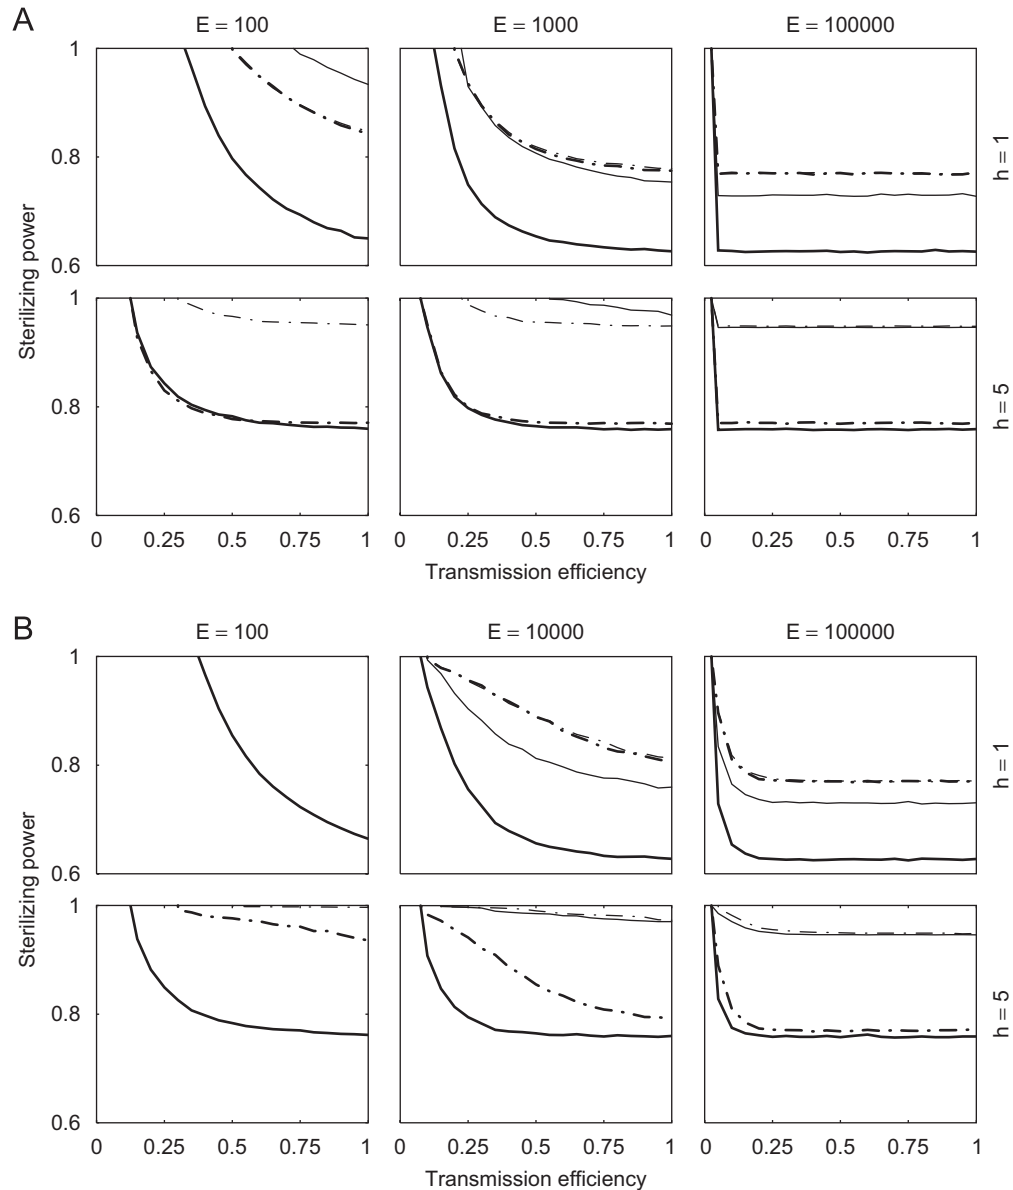 A
E = 100
E = 1000
E = 100000
1
0.8
0.6
h = 1
Sterilizing power
1
0.8
0.6
h = 5
0
0.25
0.5
0.75
1
0
0.25
0.5
0.75
1
0
0.25
0.5
0.75
1
Transmission efficiency
B
E = 100
E = 10000
E = 100000
1
0.8
0.6
h = 1
Sterilizing power
1
0.8
0.6
h = 5
0
0.25
0.5
0.75
1
0
0.25
0.5
0.75
1
0
0.25
0.5
0.75
1
Transmission efficiency